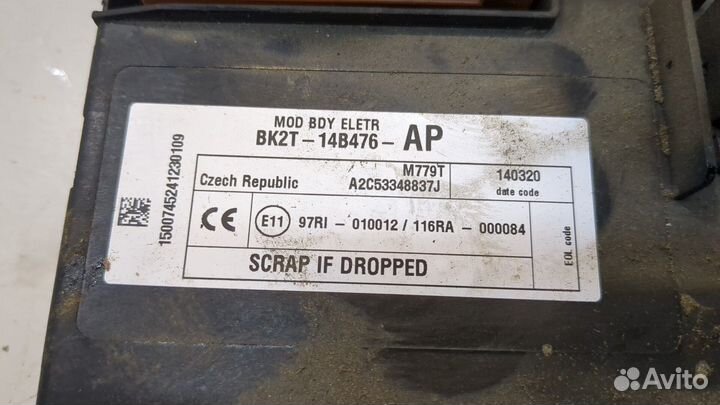 MOD BDY ELETR
BK2T-14B476- AP
M779T
Czech Republic A2C53348837J
140320
date code
CE E11 97RI - 010012 / 116RA - 000084
SCRAP IF DROPPED
EOL code
1500745241230109
Avito